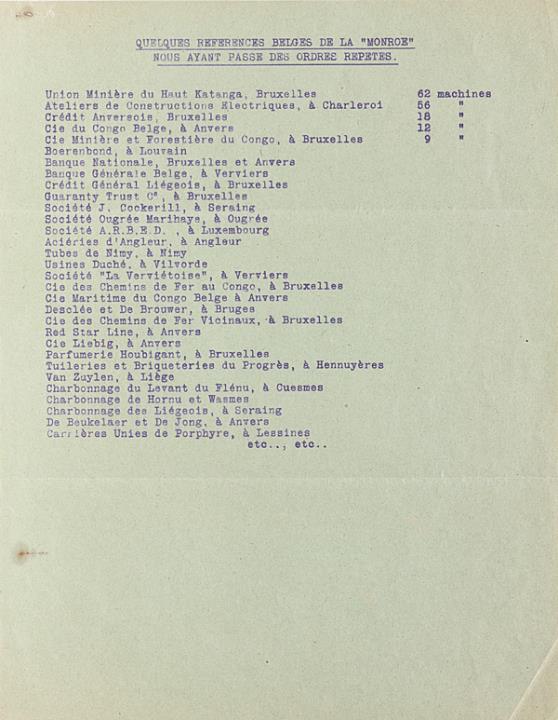 QUELQUES REFERENCES BELGES DE LA "MONROE"
NOUS AYANT PASSE DES ORDRES REPETES.
Union Minière du Haut Katanga, Bruxelles 62 machines
Ateliers de Constructions Electriques, à Charleroi 56 "
Crédit Anversois, Bruxelles 18 "
Cie du Congo Belge, à Anvers 12 "
Cie Minière et Forestière du Congo, à Bruxelles 9 "
Boerenbond, à Louvain
Banque Nationale, Bruxelles et Anvers
Banque Générale Belge, à Verviers
Crédit Général Liégeois, à Bruxelles
Guaranty Trust C°, à Bruxelles
Société J. Cockerill, à Seraing
Société Ougrée Marihaye, à Ougrée
Société A.R.B.E.D. , à Luxembourg
Aciéries d'Angleur, à Angleur
Tubes de Nimy, à Nimy
Usines Duché, à Vilvorde
Société "La Verviétoise", à Verviers
Cie des Chemins de Fer au Congo, à Bruxelles
Cie Maritime du Congo Belge à Anvers
Desclée et De Brouwer, à Bruges
Cie des Chemins de Fer Vicinaux, à Bruxelles
Red Star Line, à Anvers
Cie Liebig, à Anvers
Parfumerie Houbigant, à Bruxelles
Tuileries et Briqueteries du Progrès, à Hennuyères
Van Zuylen, à Liège
Charbonnage du Levant du Flénu, à Cuesmes
Charbonnage de Hornu et Wasmes
Charbonnage des Liégeois, à Seraing
De Beukelaer et De Jong, à Anvers
Carrières Unies de Porphyre, à Lessines
etc.., etc..